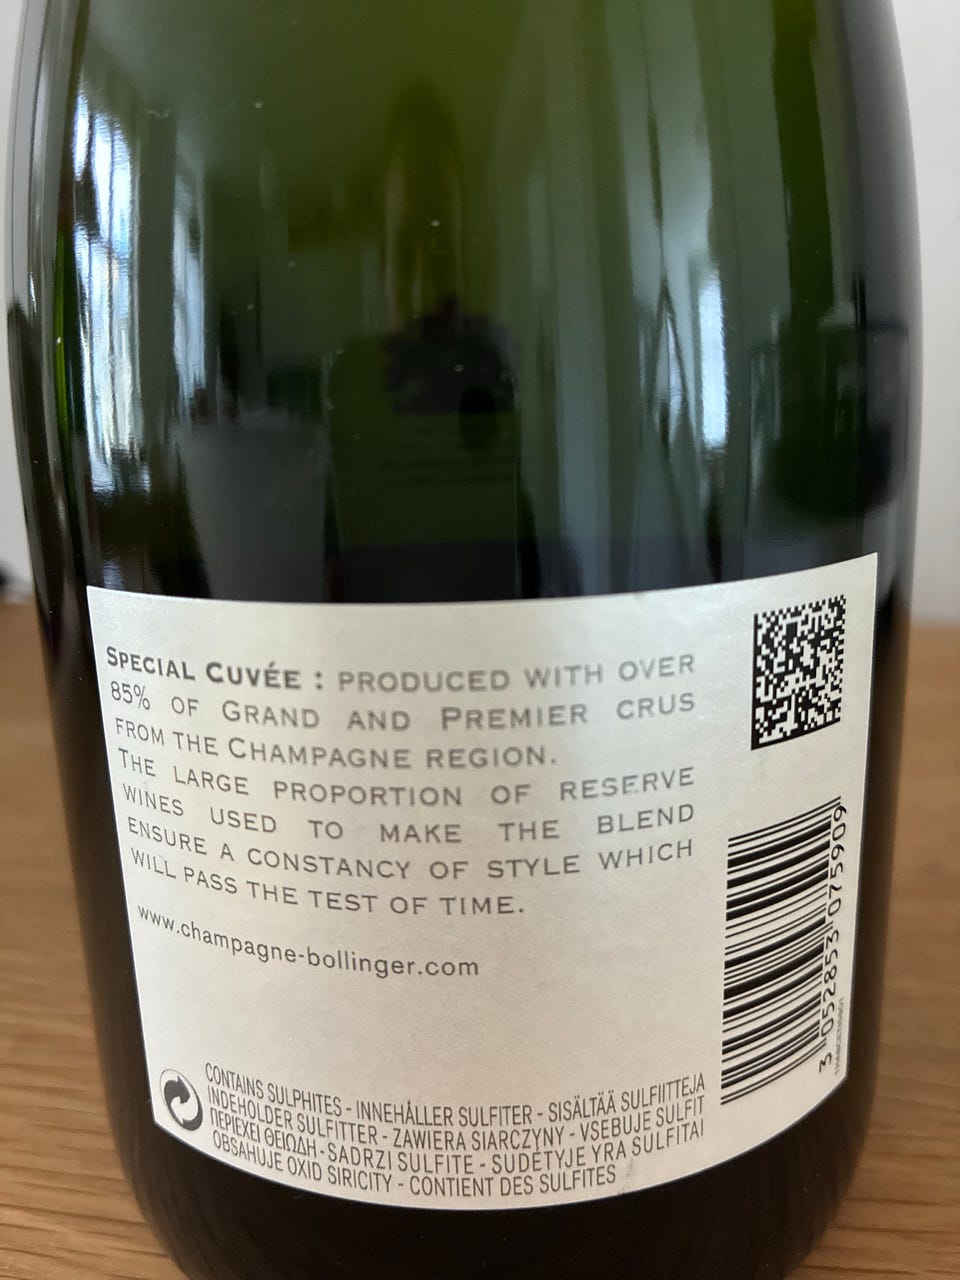 Special Cuvée : produced with over
85% of Grand and Premier crus
from the Champagne region.
The large proportion of reserve
wines used to make the blend
ensure a constancy of style which
will pass the test of time.
www.champagne-bollinger.com
3 052853 075909
CONTAINS SULPHITES - INNEHÅLLER SULFITER - SISÄLTÄÄ SULFIITTEJA
INDEHOLDER SULFITTER - ZAWIERA SIARCZYNY - VSEBUJE SULFIT
ΠΕΡΙΕΧΕΙ ΘΕΙΩΔΗ - SADRZI SULFITE - SUDĖTYJE YRA SULFITAI
OBSAHUJE OXID SIRICITY - CONTIENT DES SULFITES